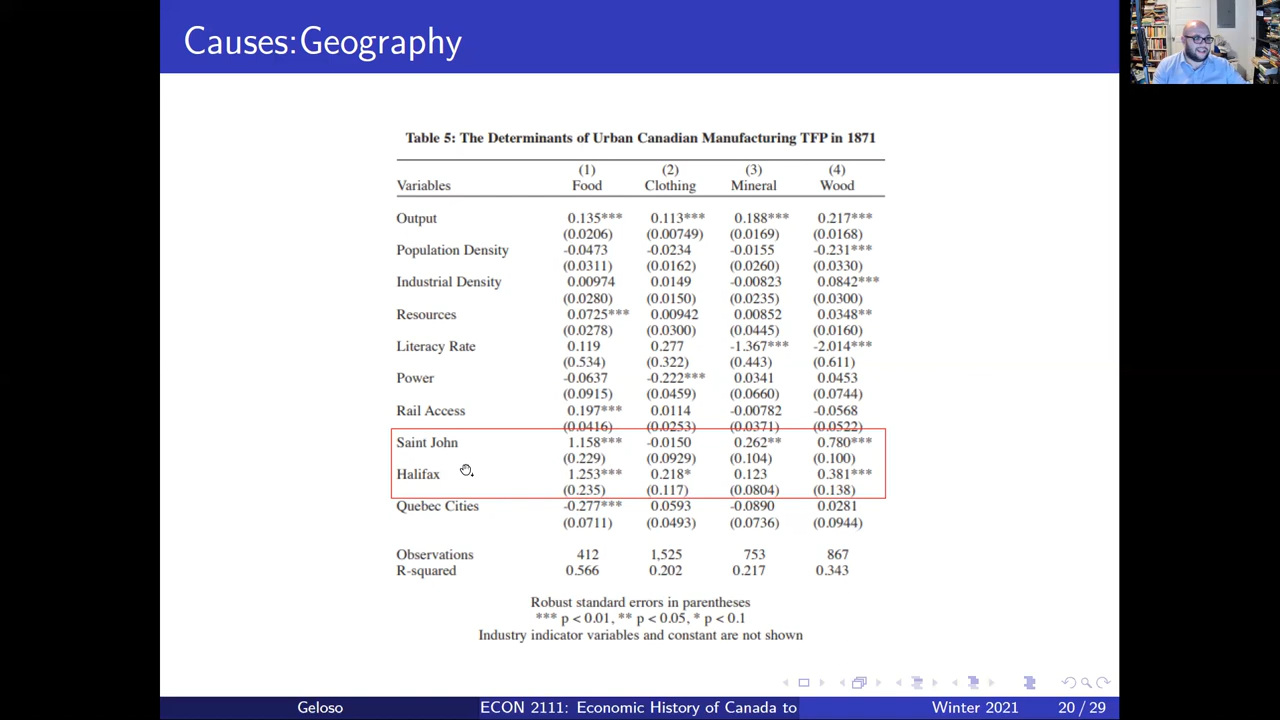 Causes:Geography
Table 5: The Determinants of Urban Canadian Manufacturing TFP in 1871
(1) (2) (3) (4)
Variables Food Clothing Mineral Wood
Output 0.135*** 0.113*** 0.188*** 0.217***
(0.0206) (0.00749) (0.0169) (0.0168)
Population Density -0.0473 -0.0234 -0.0155 -0.231***
(0.0311) (0.0162) (0.0260) (0.0330)
Industrial Density 0.00974 0.0149 -0.00823 0.0842***
(0.0280) (0.0150) (0.0235) (0.0300)
Resources 0.0725*** 0.00942 0.00852 0.0348**
(0.0278) (0.0300) (0.0445) (0.0160)
Literacy Rate 0.119 0.277 -1.367*** -2.014***
(0.534) (0.322) (0.443) (0.611)
Power -0.0637 -0.222*** 0.0341 0.0453
(0.0915) (0.0459) (0.0660) (0.0744)
Rail Access 0.197*** 0.0114 -0.00782 -0.0568
(0.0416) (0.0253) (0.0371) (0.0522)
Saint John 1.158*** -0.0150 0.262** 0.780***
(0.229) (0.0929) (0.104) (0.100)
Halifax 1.253*** 0.218* 0.123 0.381***
(0.235) (0.117) (0.0804) (0.138)
Quebec Cities -0.277*** 0.0593 -0.0890 0.0281
(0.0711) (0.0493) (0.0736) (0.0944)
Observations 412 1,525 753 867
R-squared 0.566 0.202 0.217 0.343
Robust standard errors in parentheses
*** p < 0.01, ** p < 0.05, * p < 0.1
Industry indicator variables and constant are not shown
Geloso ECON 2111: Economic History of Canada to Winter 2021 20 / 29